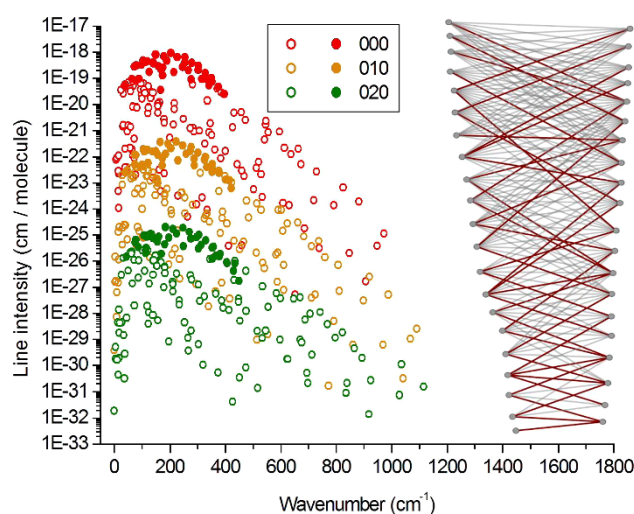 1E-17
1E-18
1E-19
1E-20
1E-21
1E-22
1E-23
1E-24
1E-25
1E-26
1E-27
1E-28
1E-29
1E-30
1E-31
1E-32
1E-33
Line intensity (cm / molecule)
000
010
020
0 200 400 600 800 1000 1200 1400 1600 1800
Wavenumber (cm⁻¹)